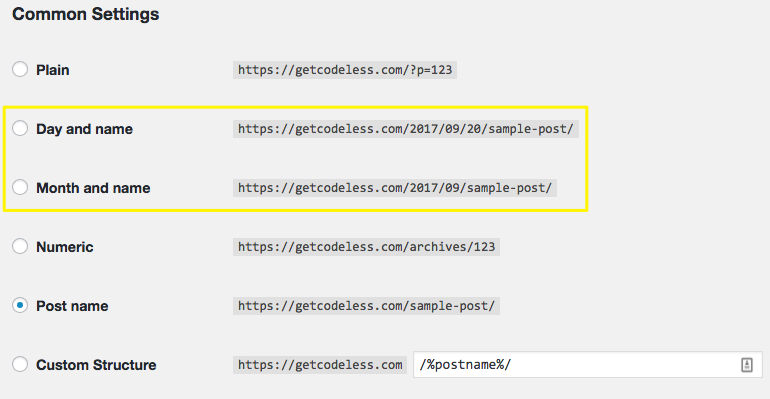 Common Settings
Plain https://getcodeless.com/?p=123
Day and name https://getcodeless.com/2017/09/20/sample-post/
Month and name https://getcodeless.com/2017/09/sample-post/
Numeric https://getcodeless.com/archives/123
Post name https://getcodeless.com/sample-post/
Custom Structure https://getcodeless.com /%postname%/